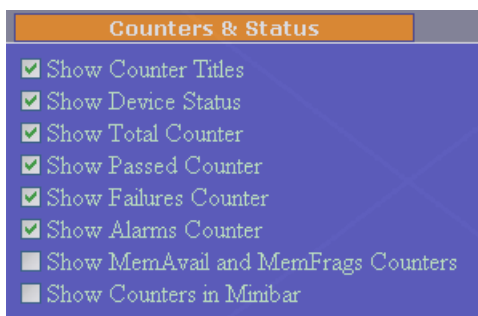 Counters & Status
Show Counter Titles
Show Device Status
Show Total Counter
Show Passed Counter
Show Failures Counter
Show Alarms Counter
Show MemAvail and MemFrags Counters
Show Counters in Minibar